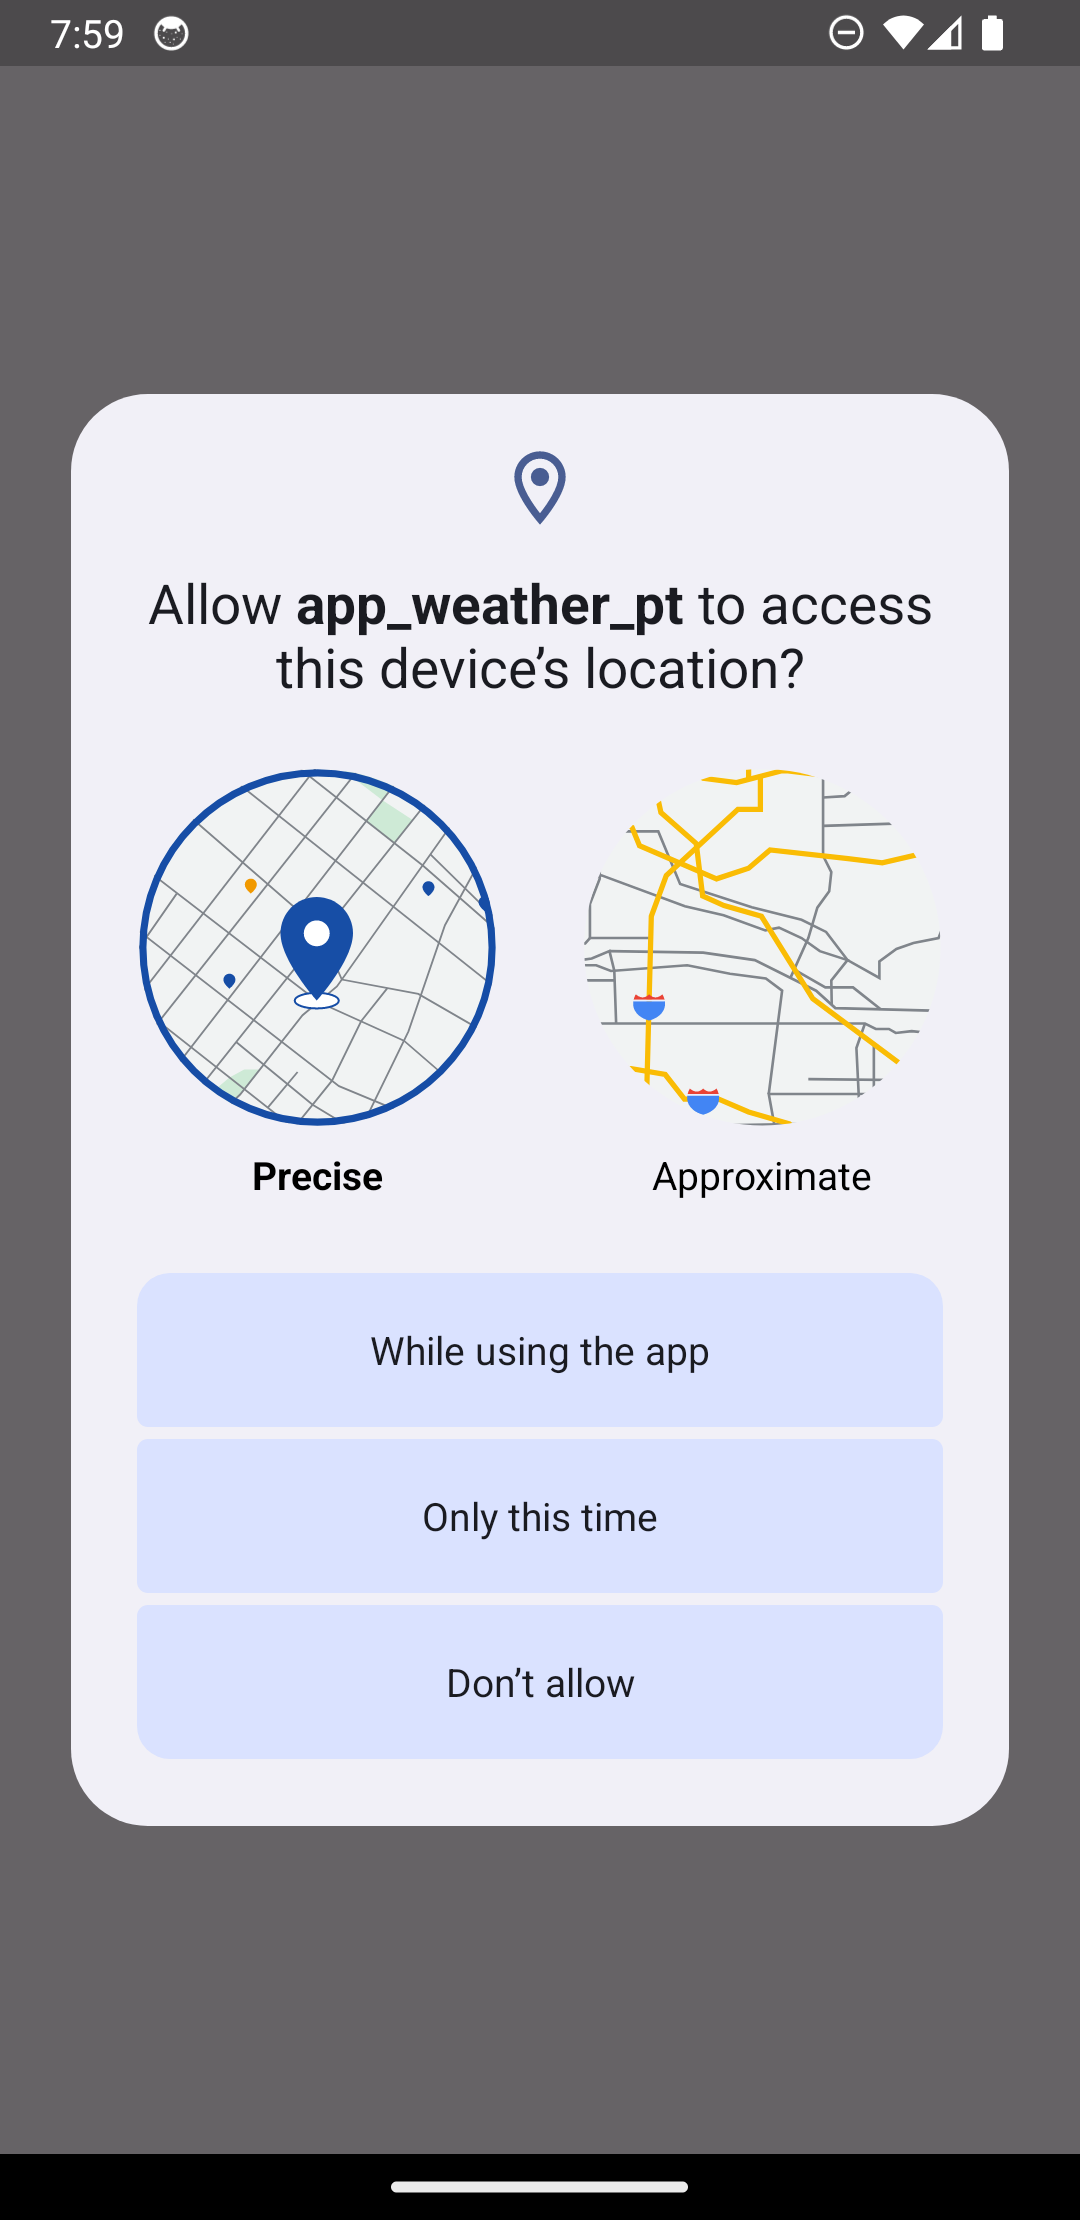 7:59
Allow app_weather_pt to access
this device’s location?
Precise
Approximate
While using the app
Only this time
Don’t allow